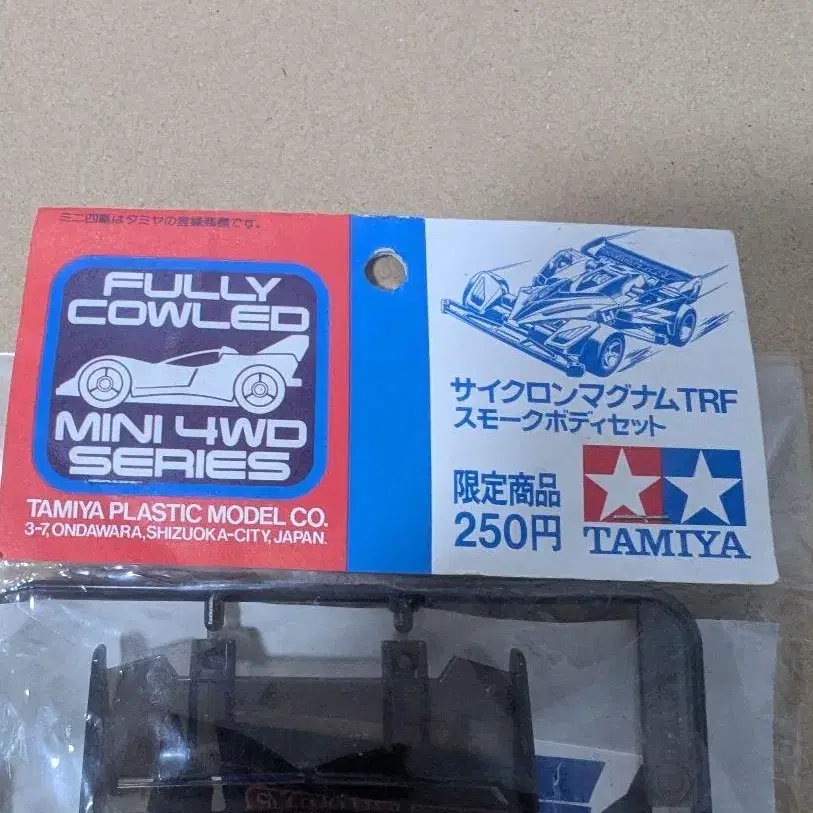 ミニ四駆はタミヤの登録商標です。
FULLY
COWLED
MINI 4WD
SERIES
TAMIYA PLASTIC MODEL CO.
3-7, ONDAWARA, SHIZUOKA-CITY, JAPAN.
サイクロンマグナムTRF
スモークボディセット
限定商品
250円
TAMIYA